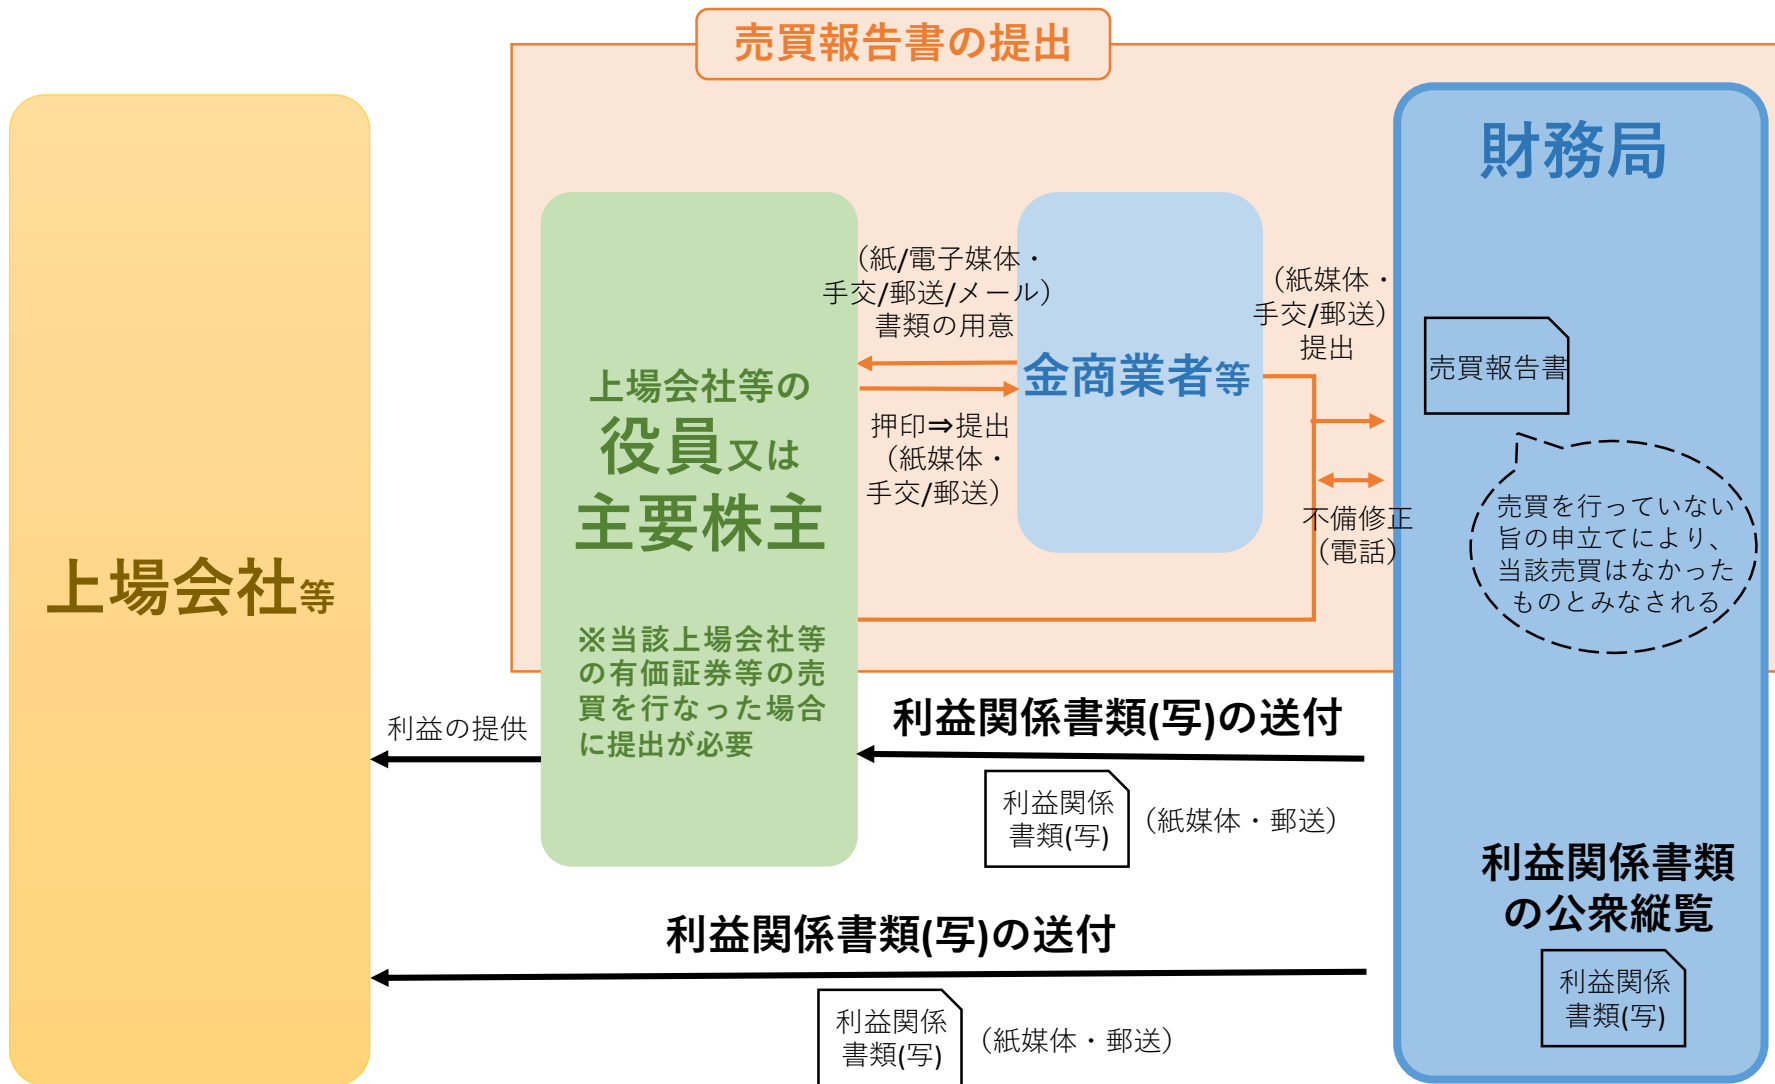 売買報告書の提出
財務局
（紙/電子媒体・
手交/郵送/メール）
書類の用意
（紙媒体・
手交/郵送）
提出
売買報告書
上場会社等の
役員又は
主要株主
金商業者等
押印⇒提出
（紙媒体・
手交/郵送）
不備修正
（電話）
売買を行っていない
旨の申立てにより、
当該売買はなかった
ものとみなされる
上場会社等
※当該上場会社等
の有価証券等の売
買を行なった場合
に提出が必要
利益の提供
利益関係書類(写)の送付
利益関係
書類(写)
（紙媒体・郵送）
利益関係書類
の公衆縦覧
利益関係
書類(写)
利益関係書類(写)の送付
利益関係
書類(写)
（紙媒体・郵送）